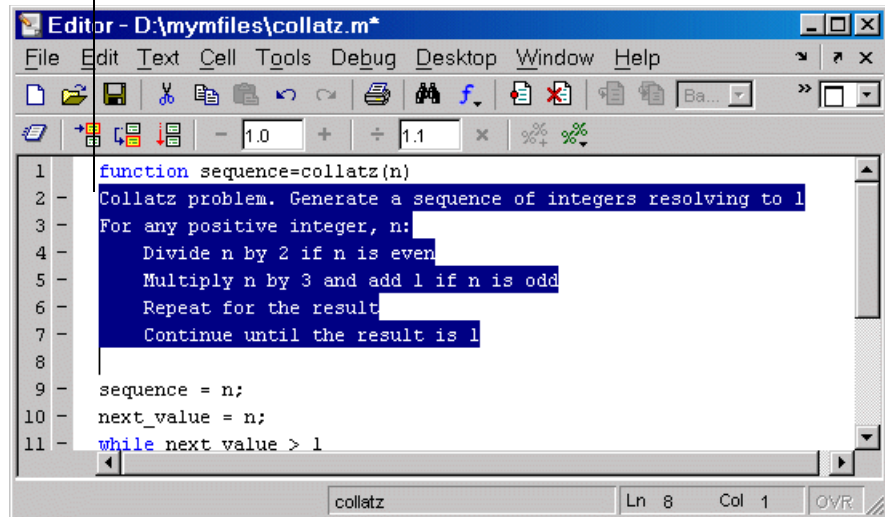 Editor - D:\mymfiles\collatz.m*
File Edit Text Cell Tools Debug Desktop Window Help
Ba...
1.0 1.1
1 function sequence=collatz(n)
2 - Collatz problem. Generate a sequence of integers resolving to 1
3 - For any positive integer, n:
4 - Divide n by 2 if n is even
5 - Multiply n by 3 and add 1 if n is odd
6 - Repeat for the result
7 - Continue until the result is 1
8
9 - sequence = n;
10 - next_value = n;
11 - while next_value > 1
collatz Ln 8 Col 1 OVR